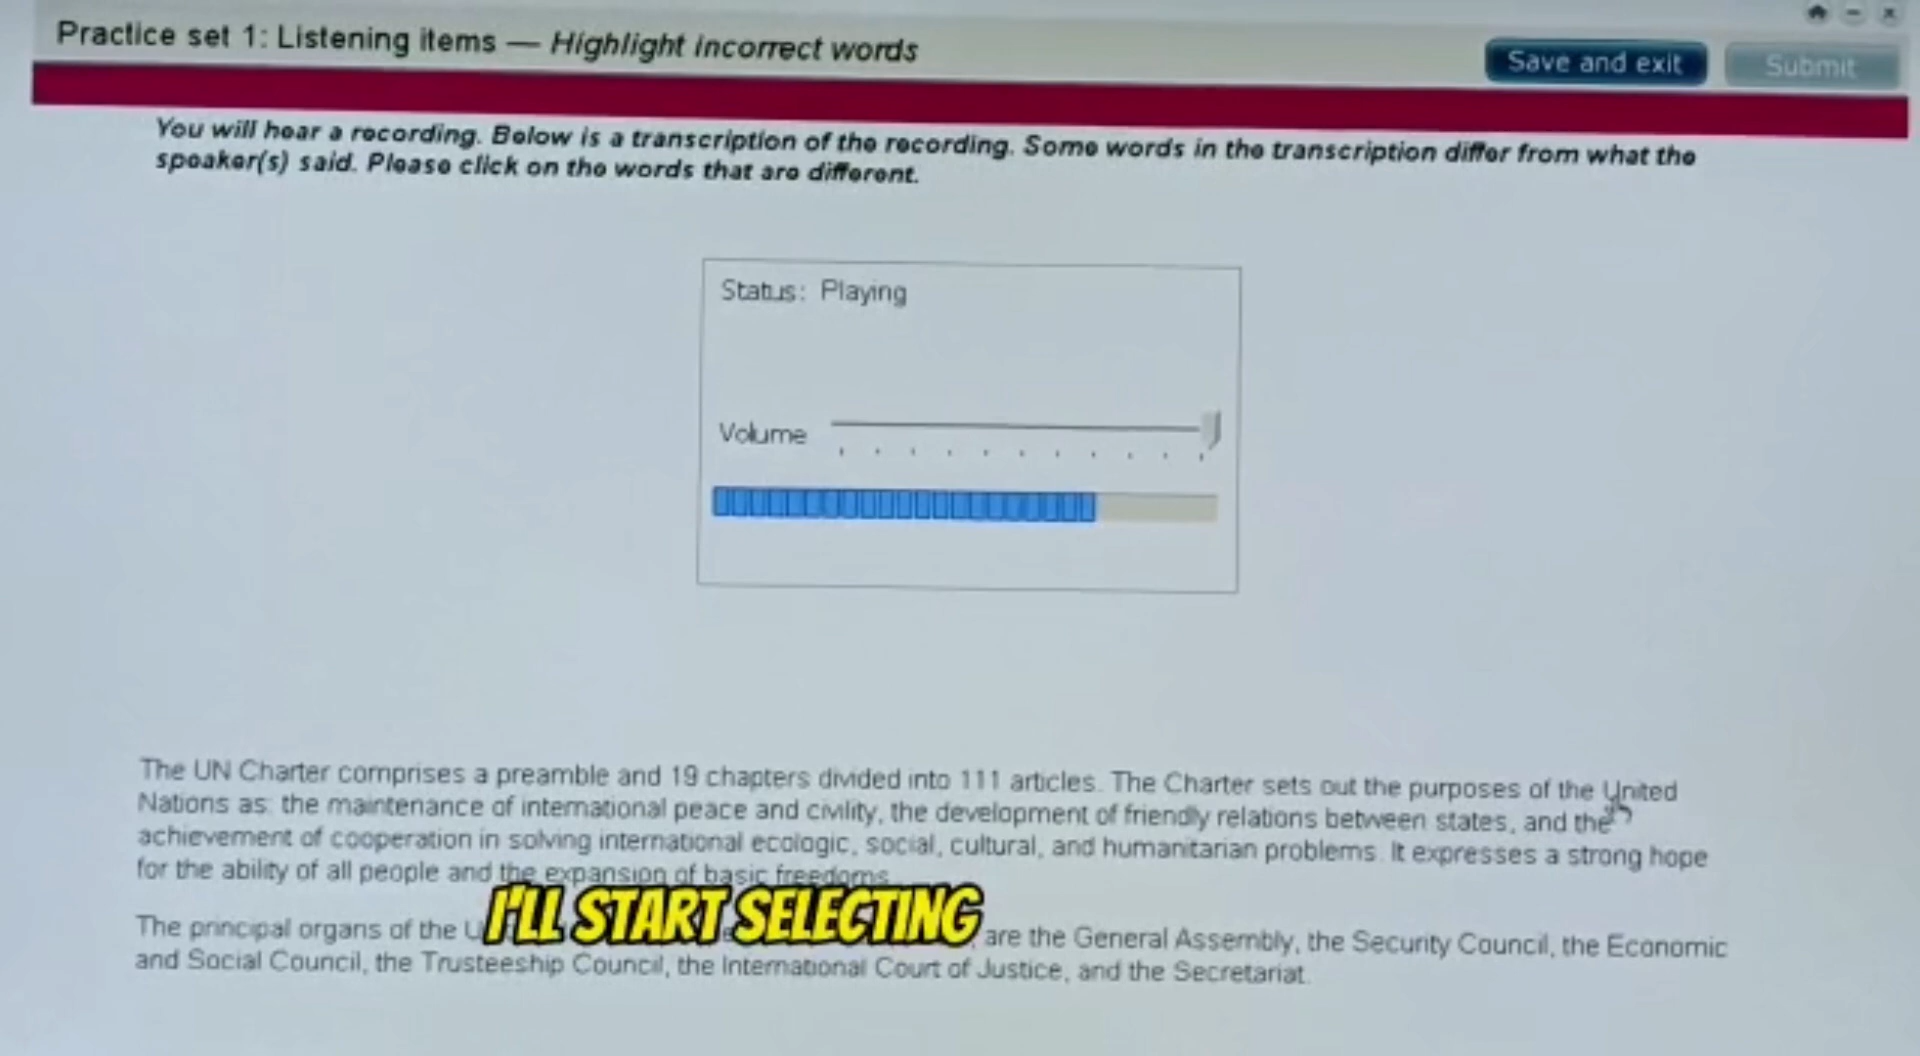 Practice set 1: Listening items — Highlight incorrect words
Save and exit
Submit
You will hear a recording. Below is a transcription of the recording. Some words in the transcription differ from what the
speaker(s) said. Please click on the words that are different.
Status: Playing
Volume
The UN Charter comprises a preamble and 19 chapters divided into 111 articles. The Charter sets out the purposes of the United
Nations as: the maintenance of international peace and civility, the development of friendly relations between states, and the
achievement of cooperation in solving international ecologic, social, cultural, and humanitarian problems. It expresses a strong hope
for the ability of all people and the expansion of basic freedoms.
The principal organs of the
I'LL START SELECTING
are the General Assembly, the Security Council, the Economic
and Social Council, the Trusteeship Council, the International Court of Justice, and the Secretariat.